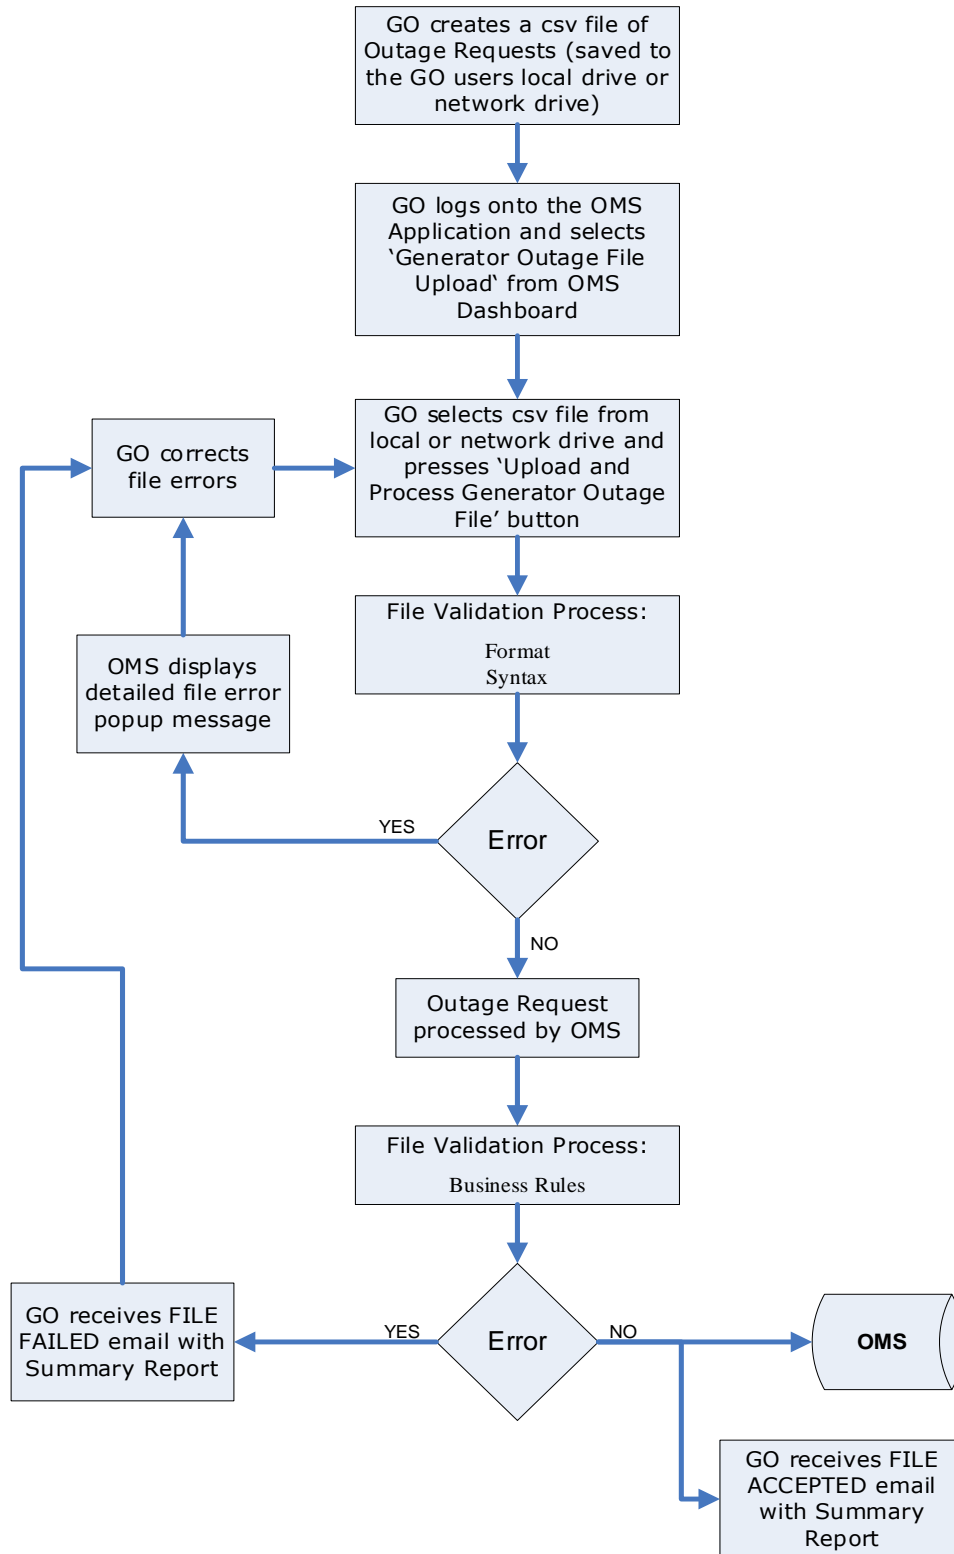 GO creates a csv file of
Outage Requests (saved to
the GO users local drive or
network drive)
GO logs onto the OMS
Application and selects
‘Generator Outage File
Upload‘ from OMS
Dashboard
GO corrects
file errors
GO selects csv file from
local or network drive and
presses ‘Upload and
Process Generator Outage
File’ button
File Validation Process:
Format
Syntax
OMS displays
detailed file error
popup message
YES
Error
NO
Outage Request
processed by OMS
File Validation Process:
Business Rules
GO receives FILE
FAILED email with
Summary Report
YES
Error
NO
OMS
GO receives FILE
ACCEPTED email
with Summary
Report